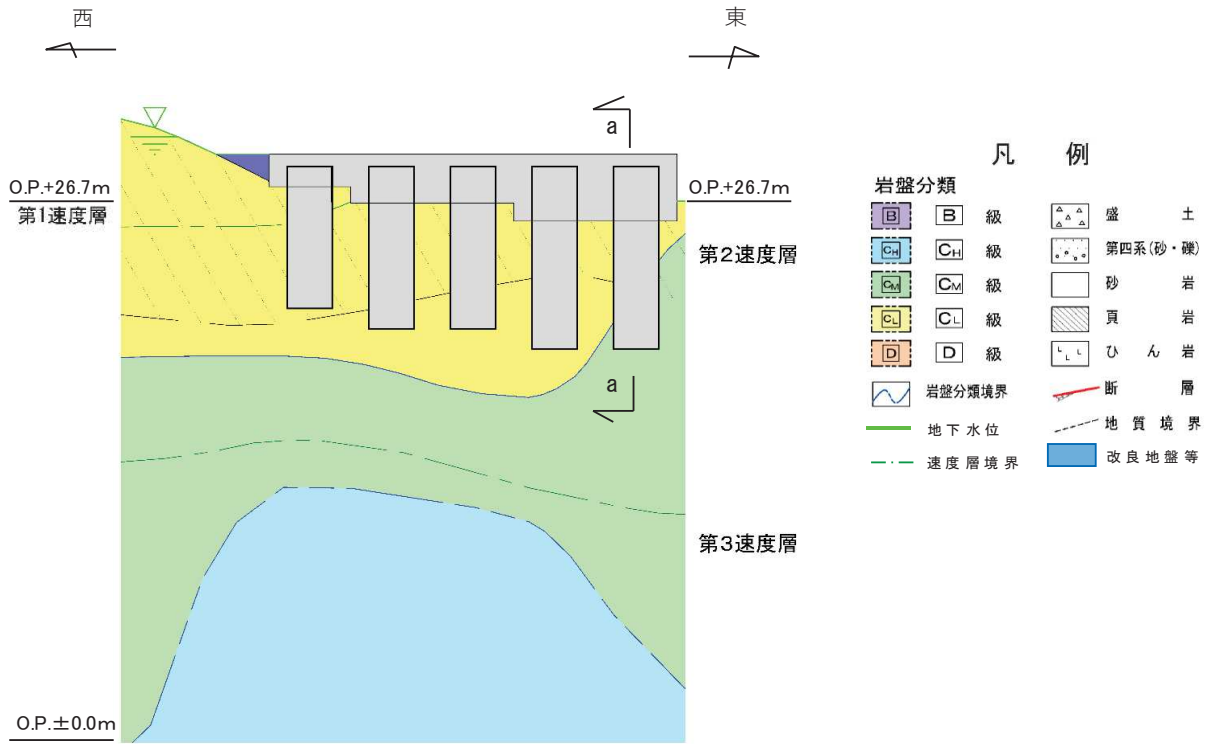 西
東
a
O.P.+26.7m
第1速度層
O.P.+26.7m
第2速度層
a
第3速度層
O.P.±0.0m
凡 例
岩盤分類
B B 級
CH CH 級
CM CM 級
CL CL 級
D D 級
岩盤分類境界
地下水位
速度層境界
盛 土
第四系(砂・礫)
砂 岩
頁 岩
ひ ん 岩
断 層
地 質 境 界
改良地盤等